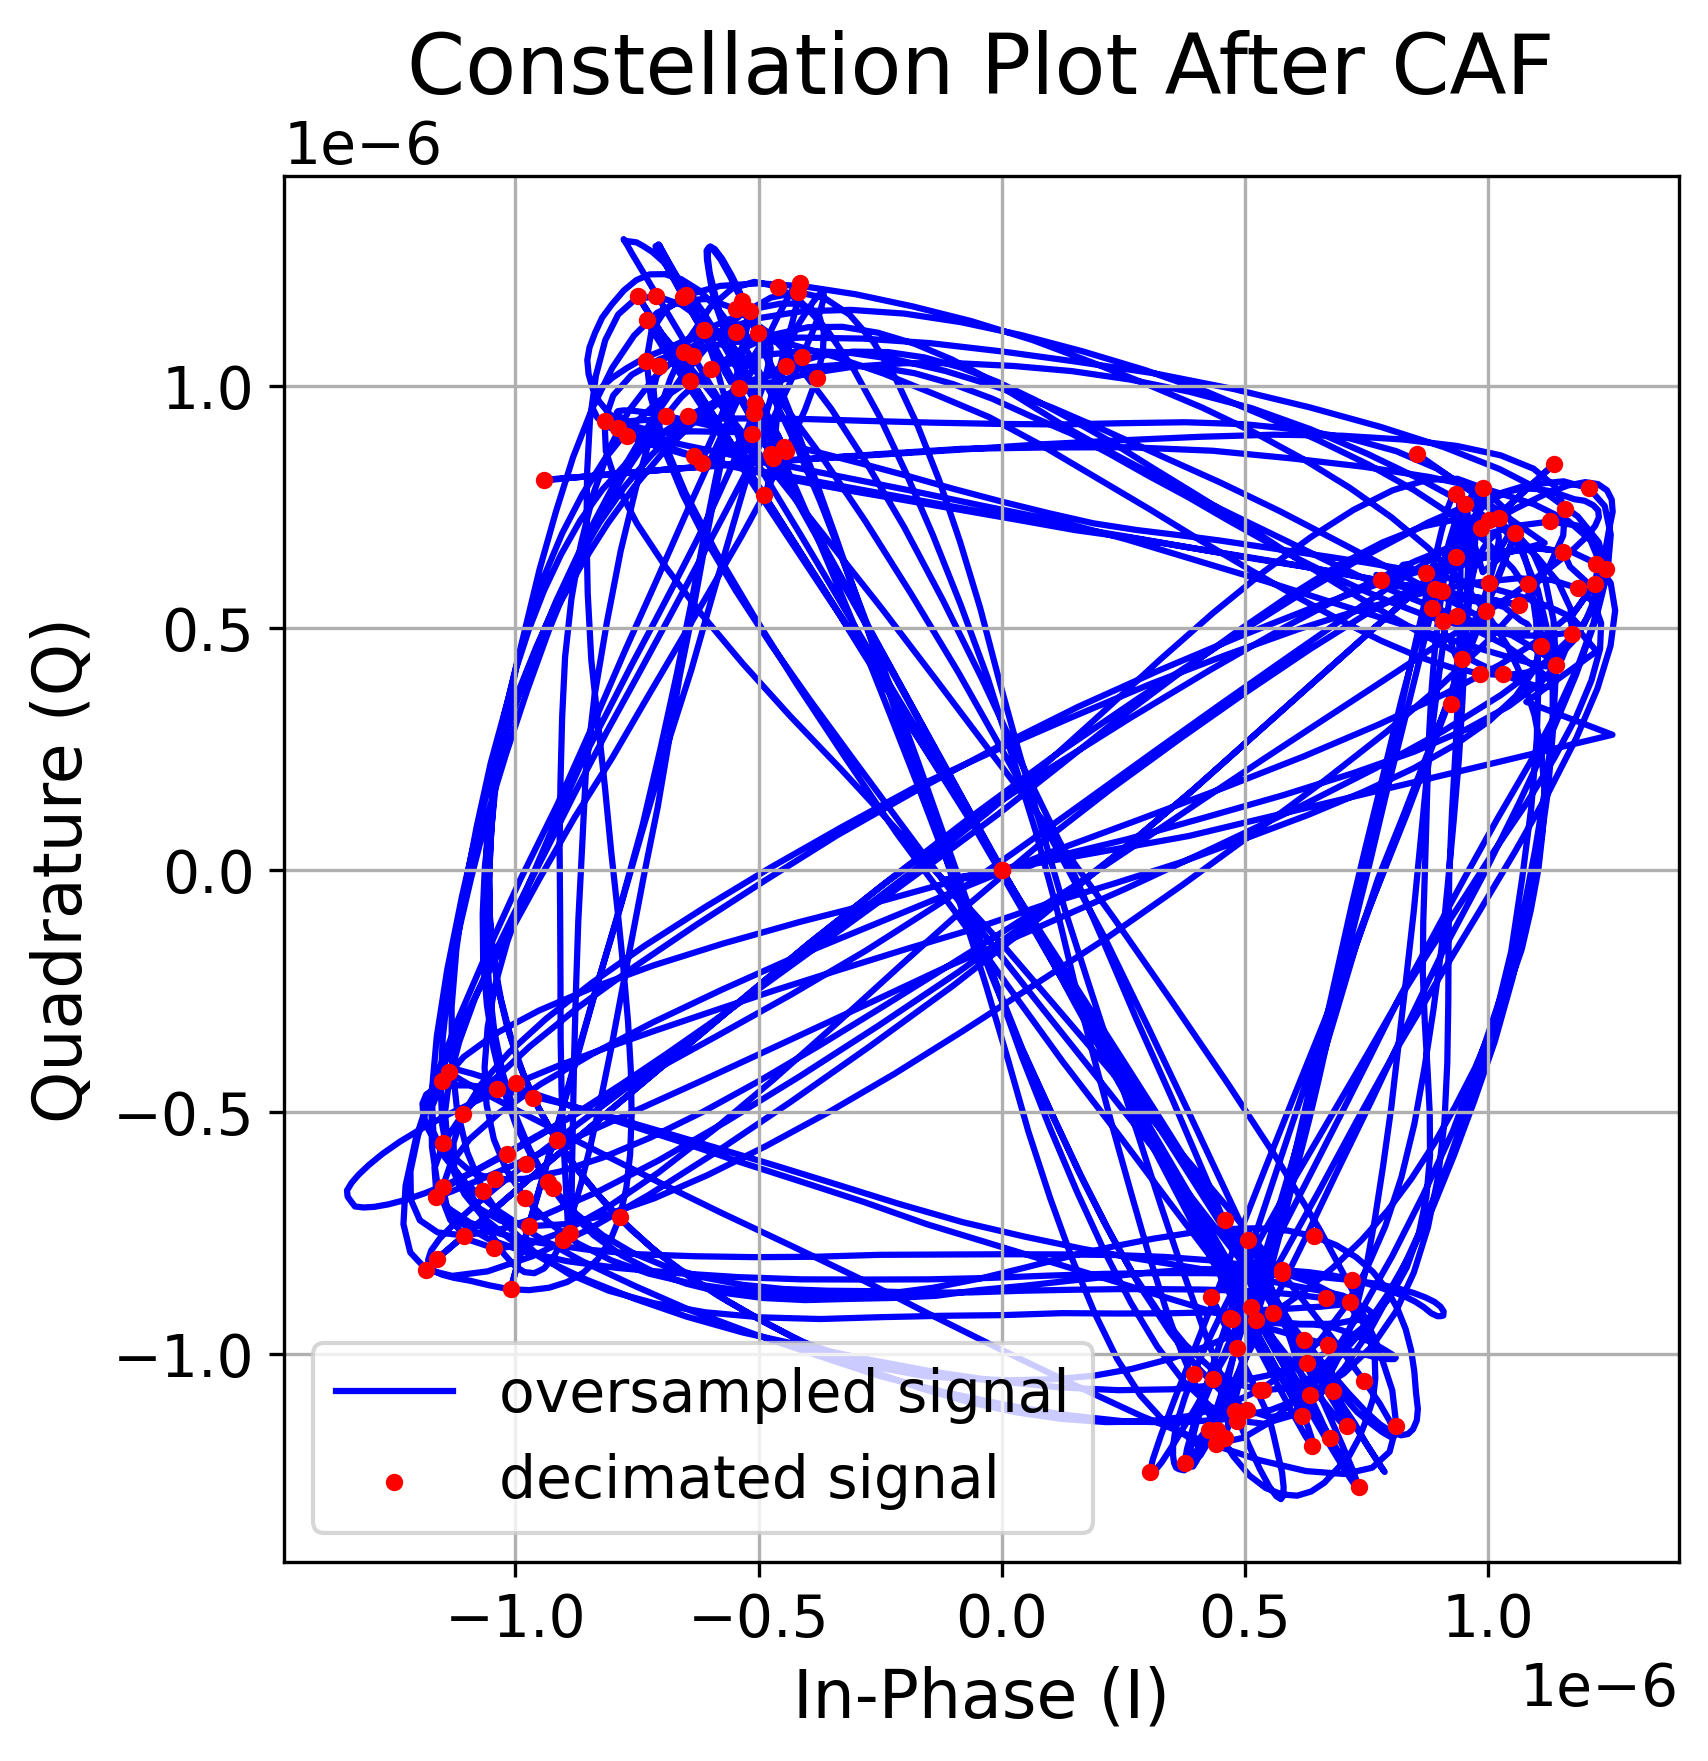 Constellation Plot After CAF
1e−6
1.0
0.5
0.0
−0.5
−1.0
Quadrature (Q)
oversampled signal
decimated signal
−1.0 −0.5 0.0 0.5 1.0
1e−6
In-Phase (I)